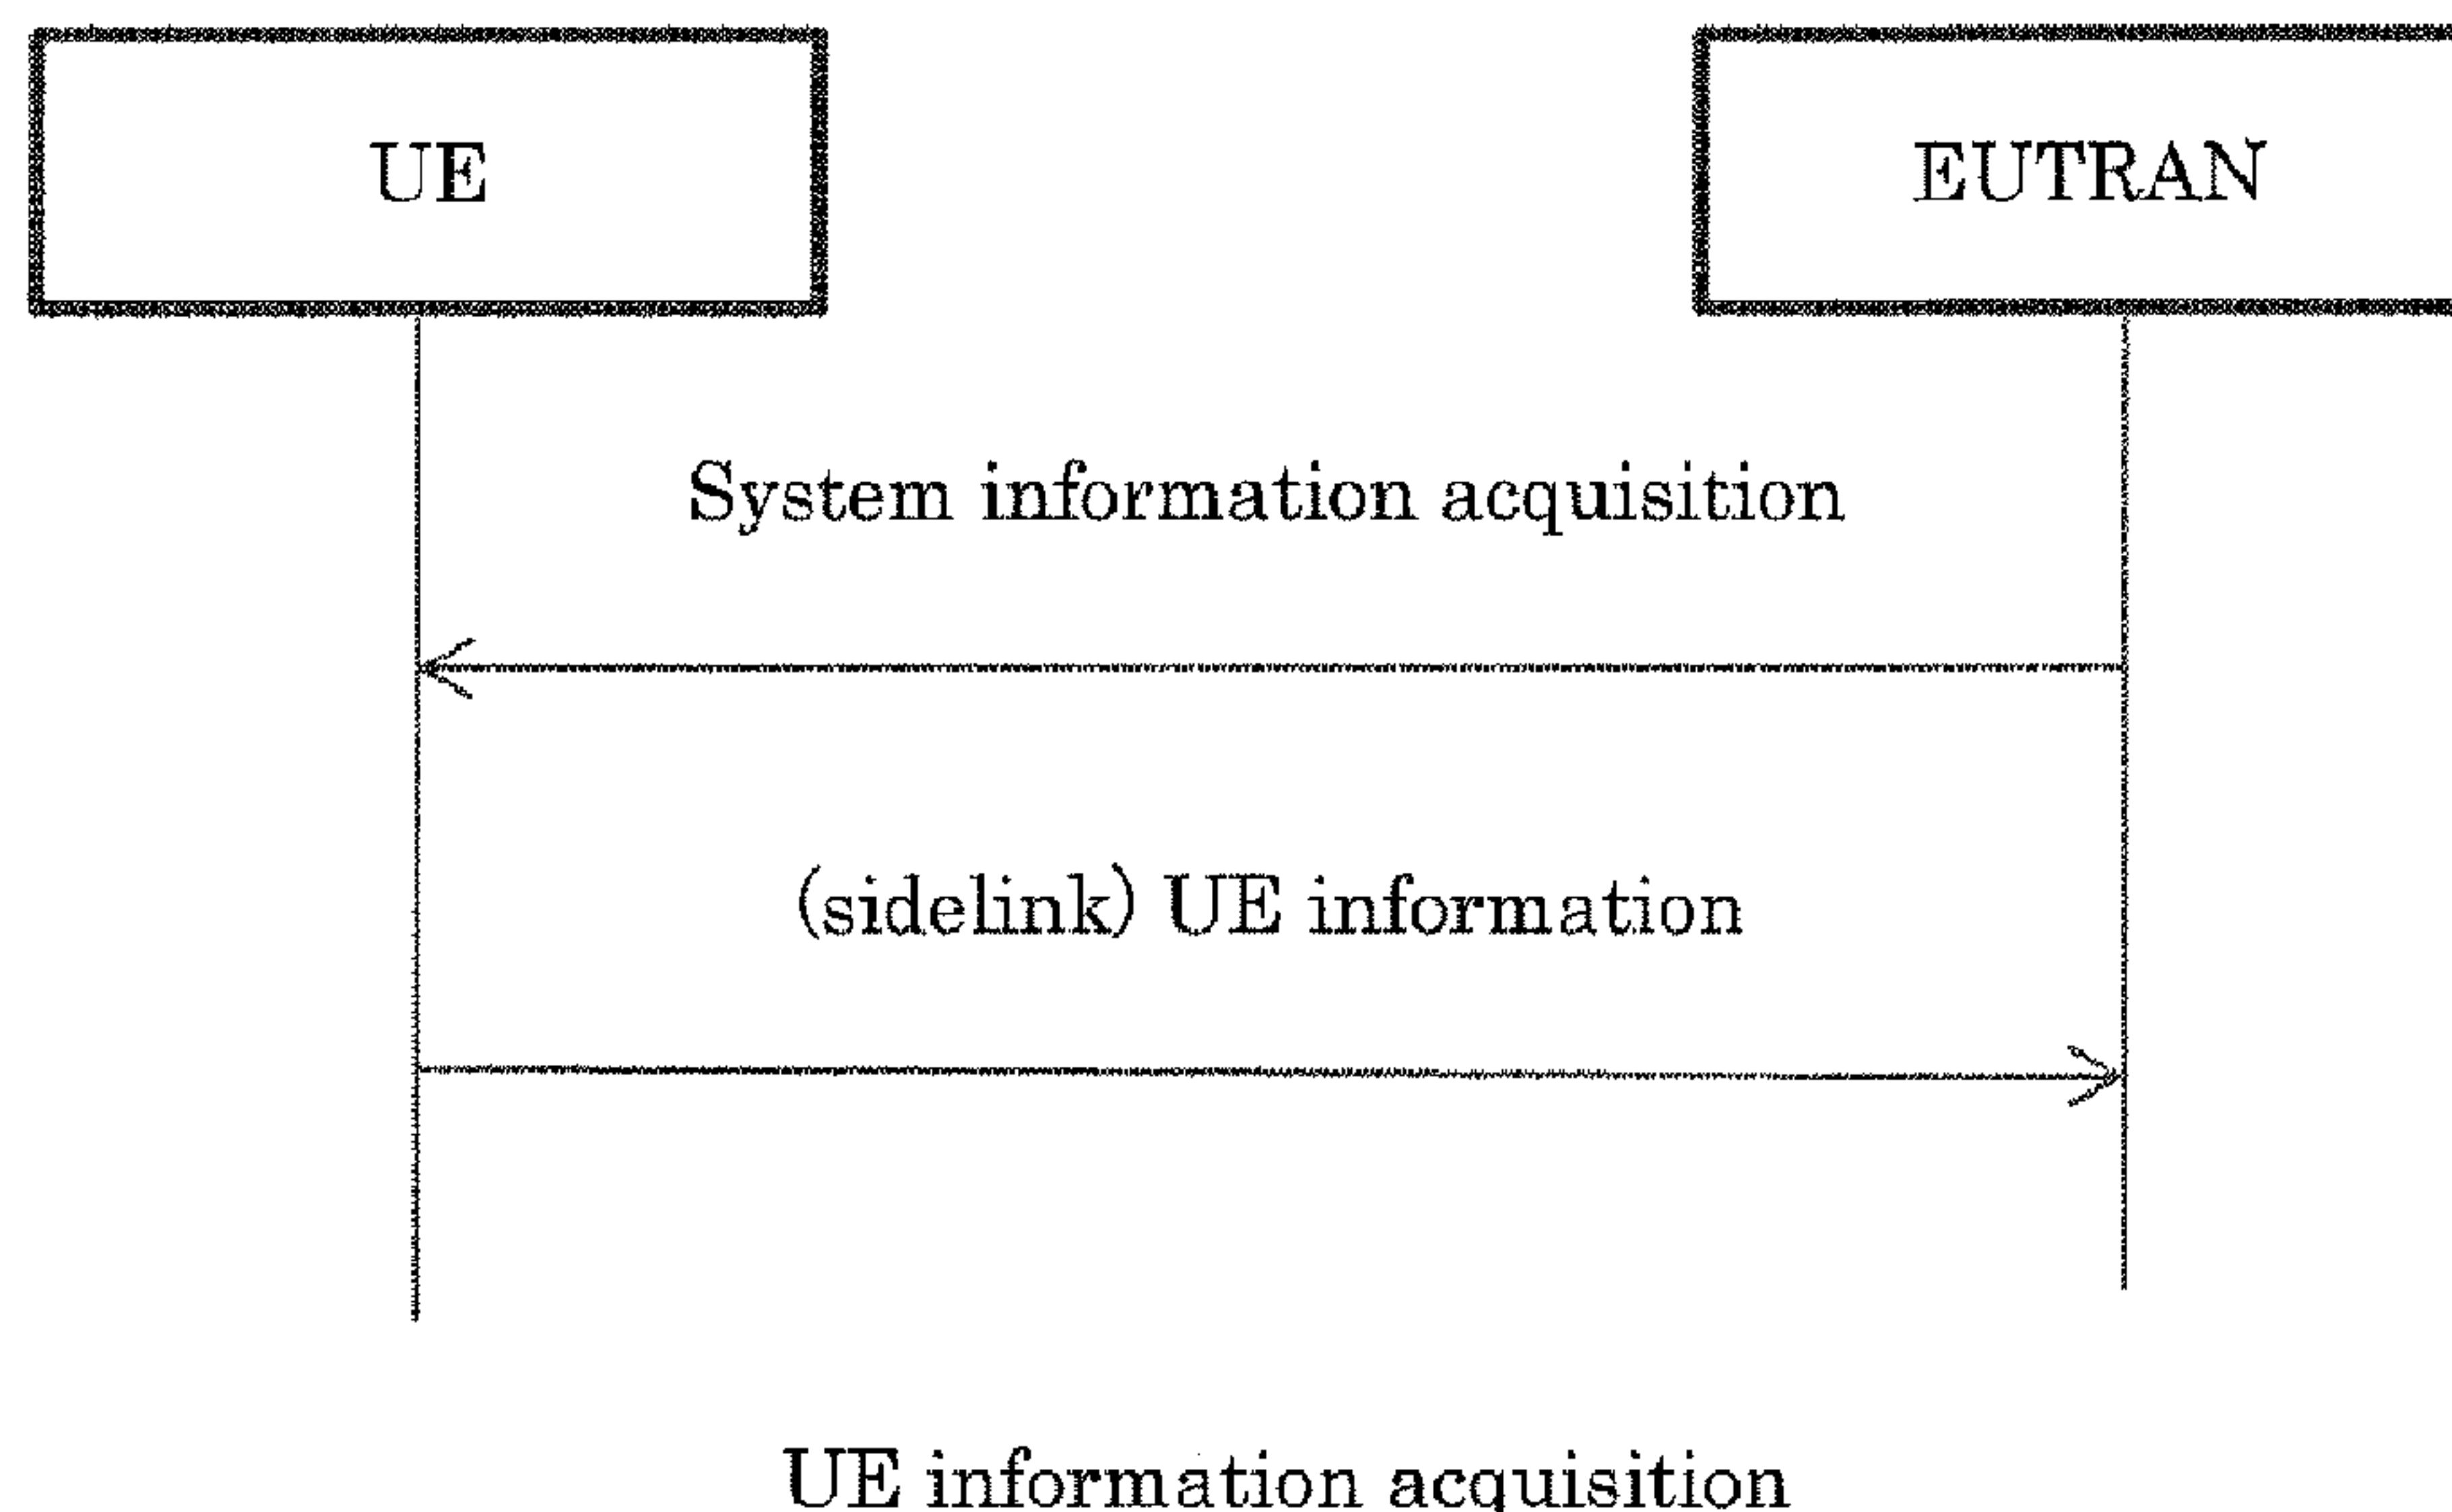 UE
EUTRAN
System information acquisition
(sidelink) UE information
UE information acquisition